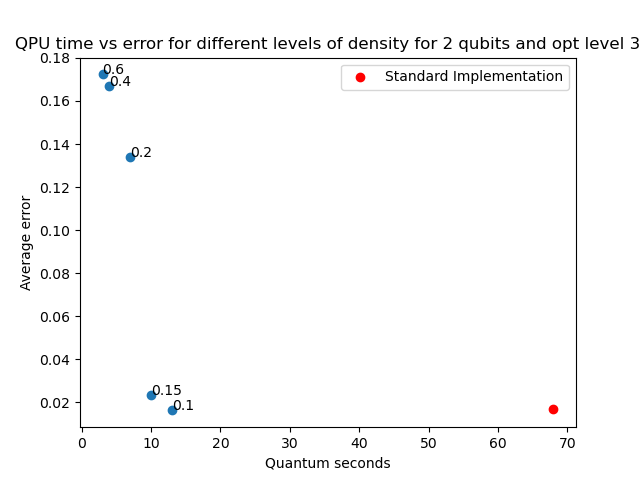 QPU time vs error for different levels of density for 2 qubits and opt level 3
0.18
0.16
0.14
0.12
0.10
0.08
0.06
0.04
0.02
Average error
0.6
0.4
0.2
0.15
0.1
Standard Implementation
0 10 20 30 40 50 60 70
Quantum seconds